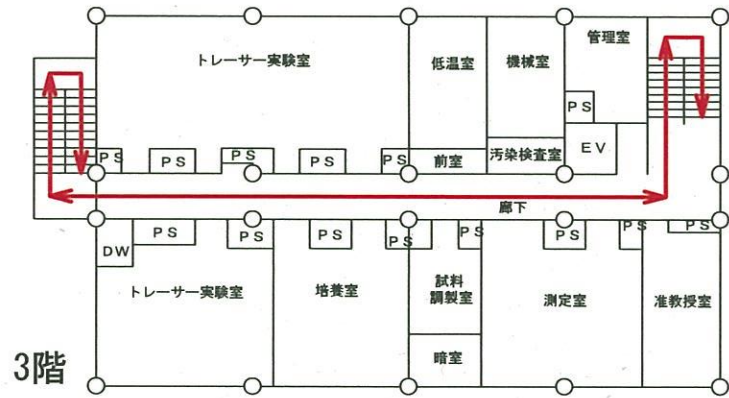 管理室
トレーサー実験室
低温室
機械室
PS
PS
PS
PS
PS
PS
前室
汚染検査室
EV
廊下
PS
PS
PS
PS
PS
PS
PS
PS
DW
トレーサー実験室
培養室
試料
調製室
測定室
准教授室
暗室
3階